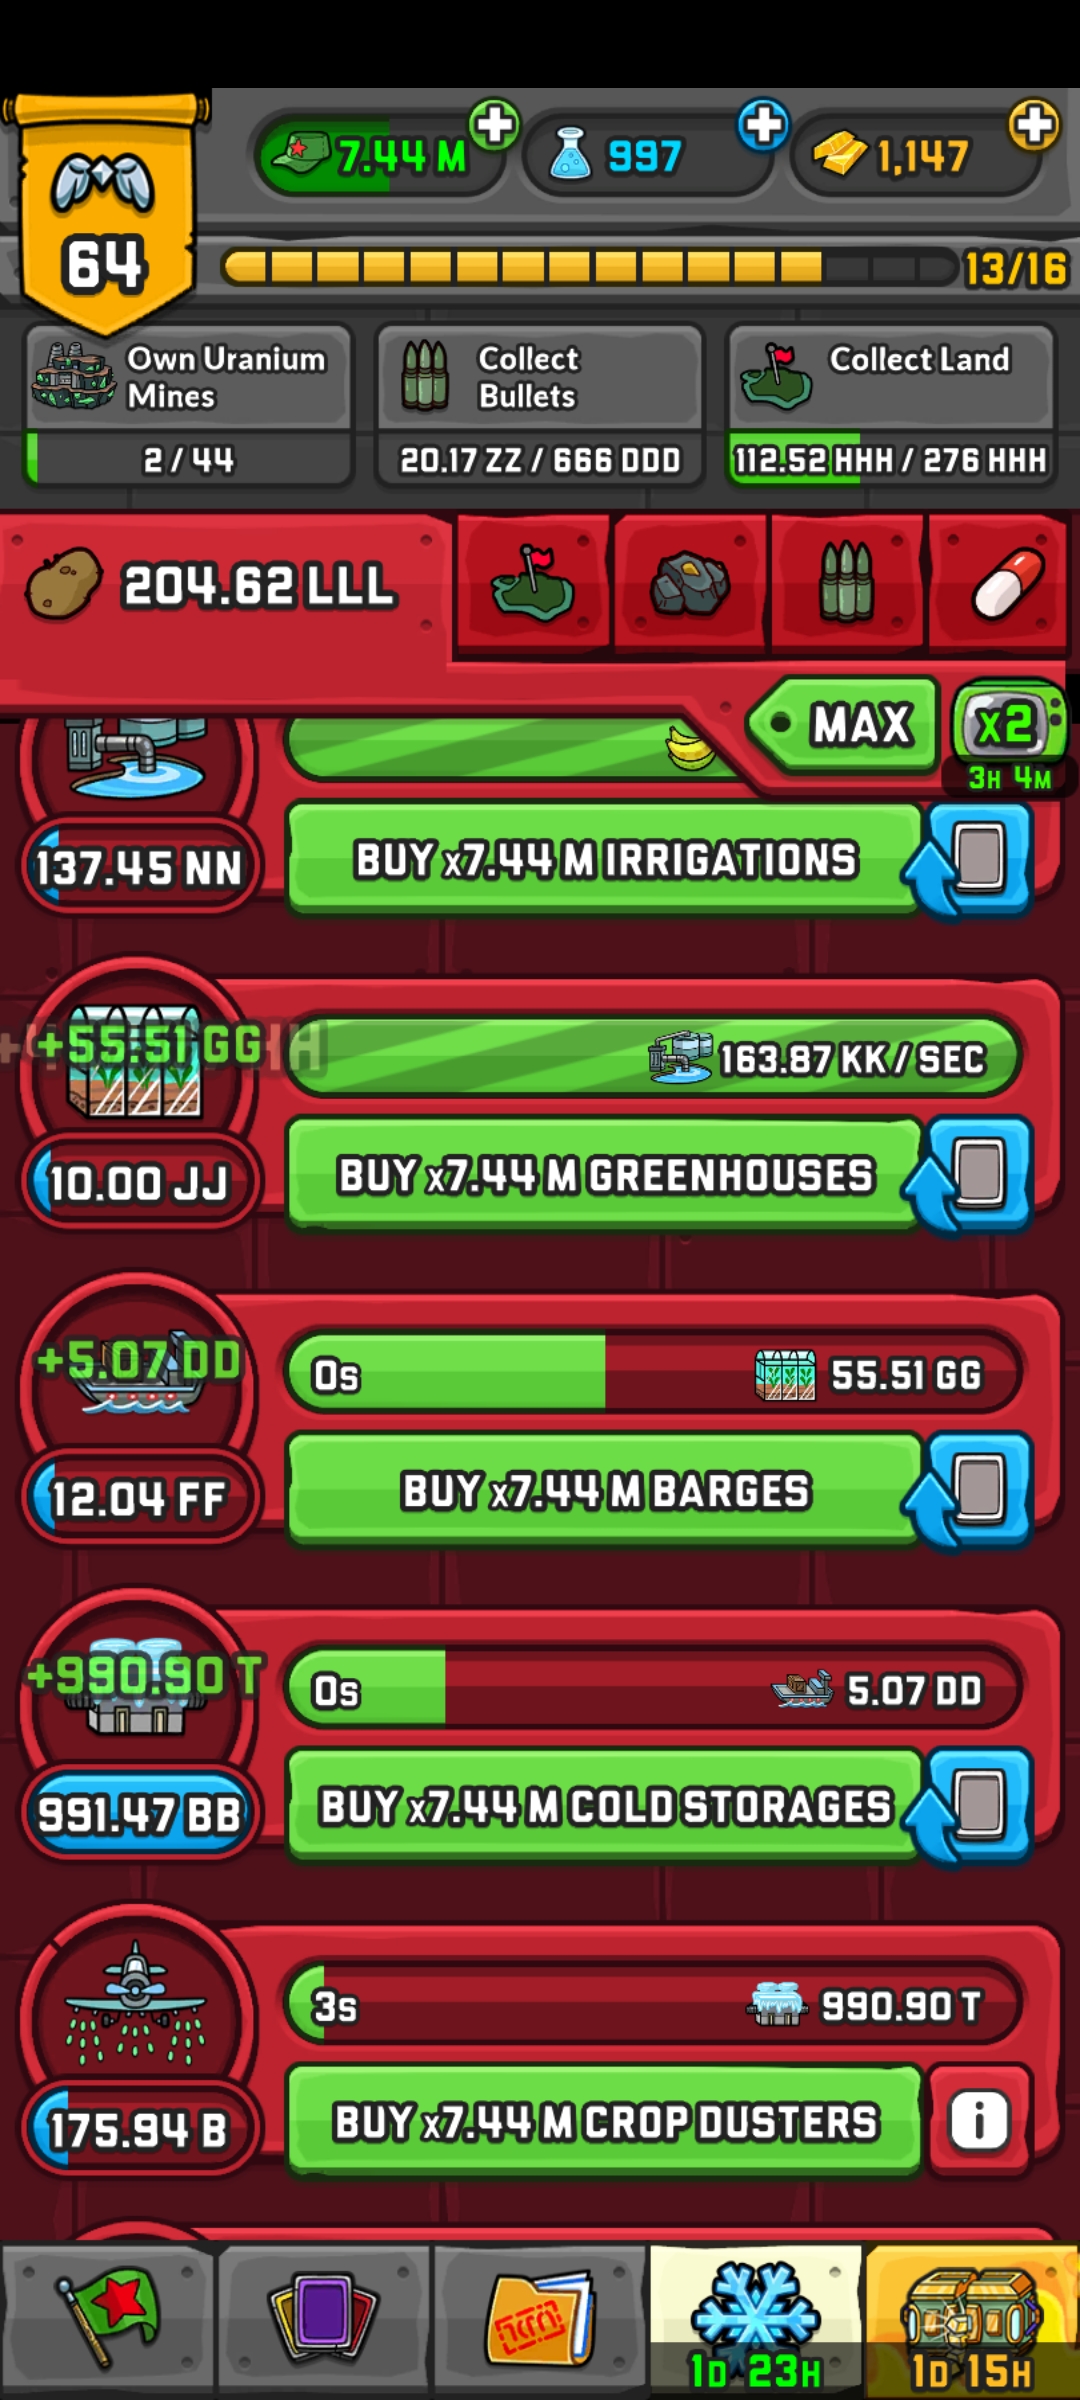 7.44 M
997
1,147
64
13/16
Own Uranium
Mines
2 / 44
Collect
Bullets
20.17 ZZ / 666 DDD
Collect Land
112.52 HHH / 276 HHH
204.62 LLL
MAX
x2
3H 4M
137.45 NN
BUY x7.44 M IRRIGATIONS
+55.51 GG
163.87 KK / SEC
10.00 JJ
BUY x7.44 M GREENHOUSES
+5.07 DD
0s
55.51 GG
12.04 FF
BUY x7.44 M BARGES
+990.90 T
0s
5.07 DD
991.47 BB
BUY x7.44 M COLD STORAGES
3s
990.90 T
175.94 B
BUY x7.44 M CROP DUSTERS
i
1D 23H
1D 15H